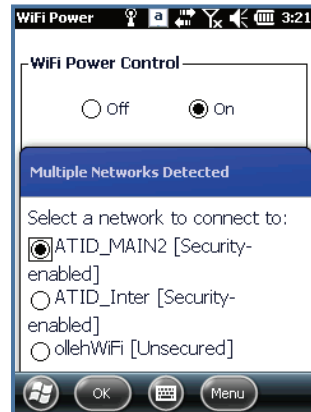 WiFi Power a 3:21
WiFi Power Control
Off On
Multiple Networks Detected
Select a network to connect to:
ATID_MAIN2 [Security-
enabled]
ATID_Inter [Security-
enabled]
ollehWiFi [Unsecured]
OK Menu